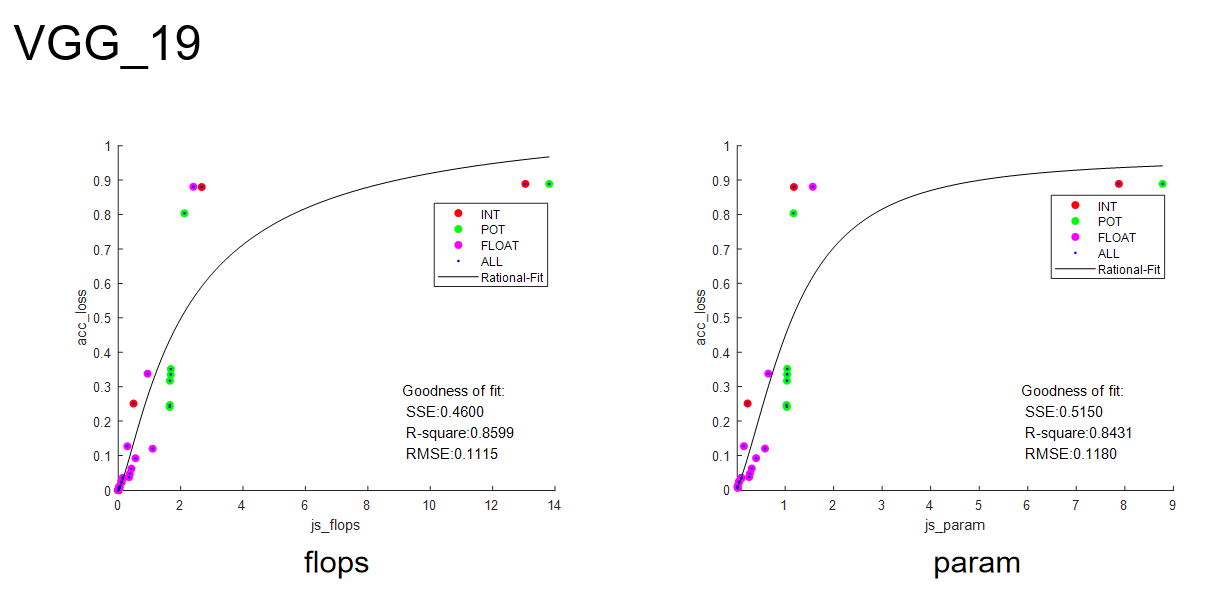 VGG_19
1
0.9
0.8
0.7
0.6
0.5
0.4
0.3
0.2
0.1
0
acc_loss
0 2 4 6 8 10 12 14
js_flops
INT
POT
FLOAT
ALL
Rational-Fit
Goodness of fit:
SSE:0.4600
R-square:0.8599
RMSE:0.1115
flops
1
0.9
0.8
0.7
0.6
0.5
0.4
0.3
0.2
0.1
0
acc_loss
1 2 3 4 5 6 7 8 9
js_param
INT
POT
FLOAT
ALL
Rational-Fit
Goodness of fit:
SSE:0.5150
R-square:0.8431
RMSE:0.1180
param